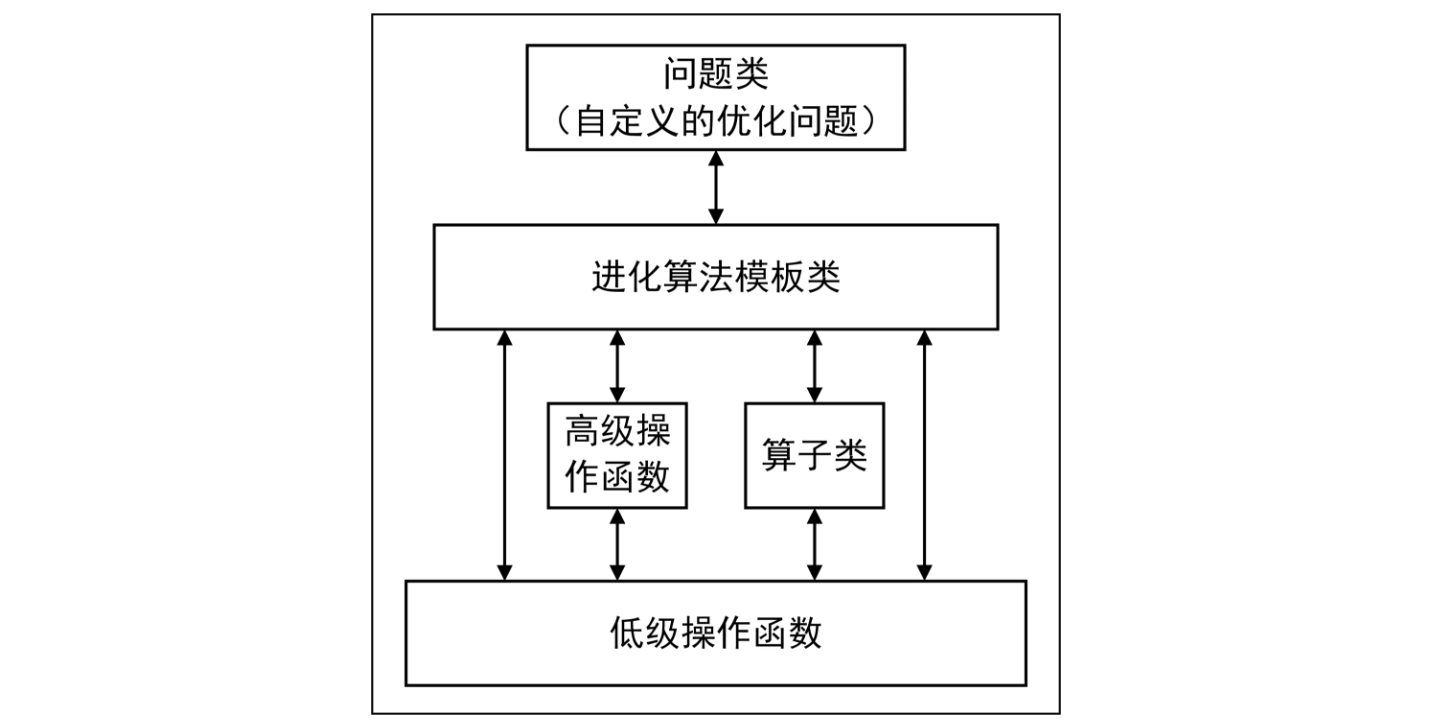 问题类
（自定义的优化问题）
进化算法模板类
高级操
作函数
算子类
低级操作函数